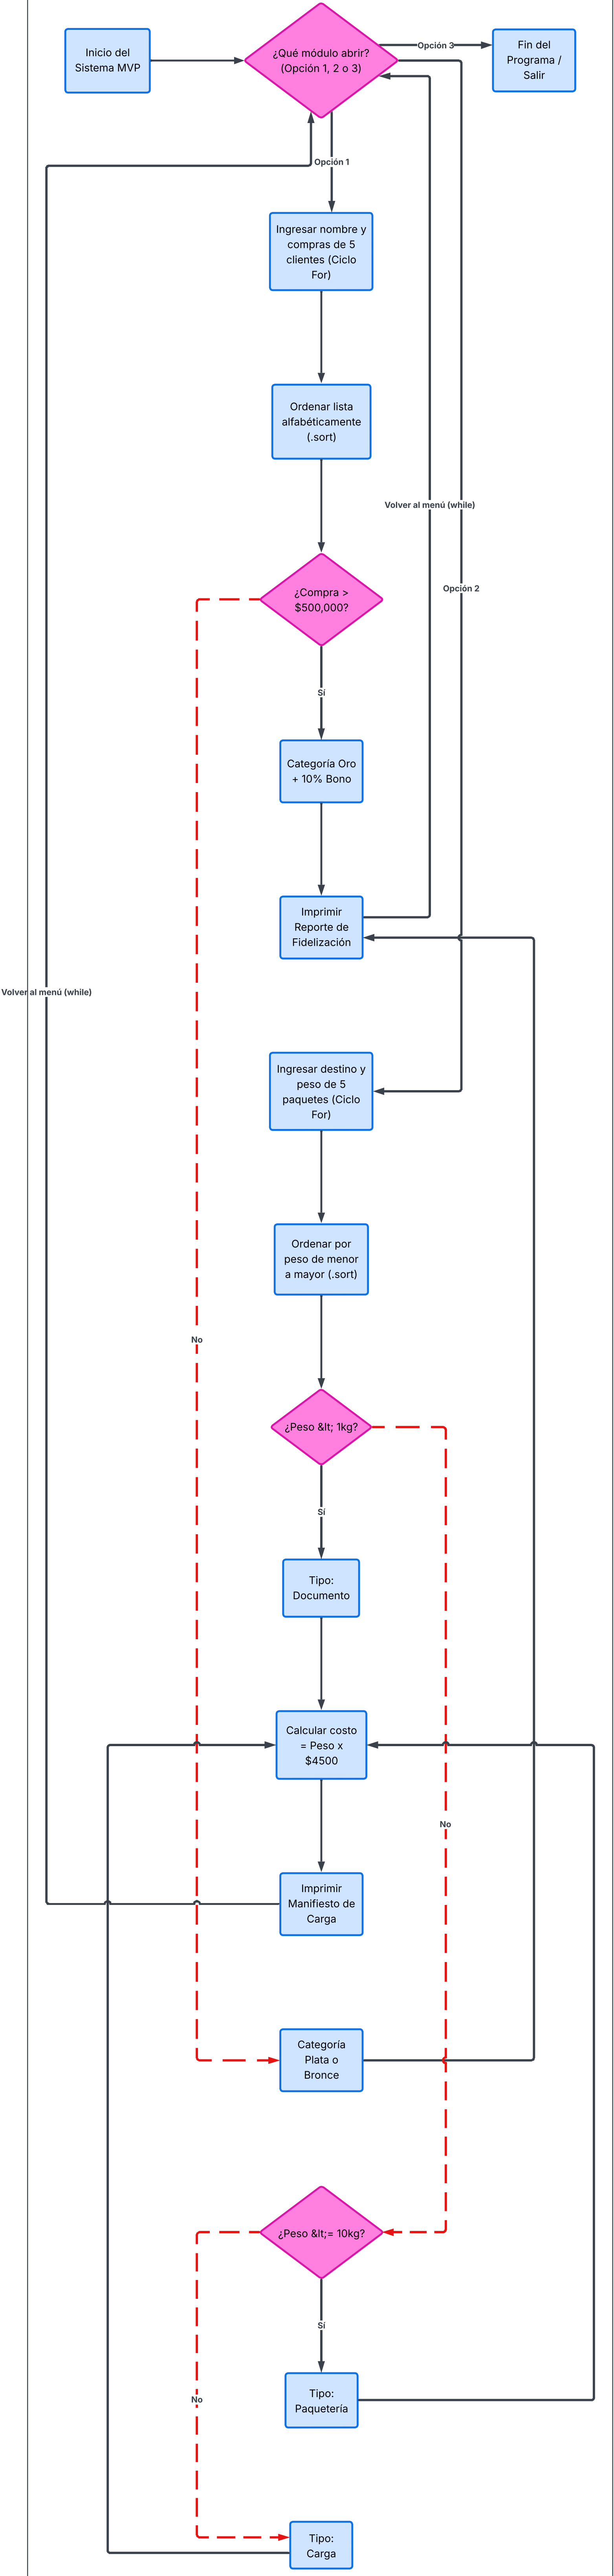 Inicio del
Sistema MVP
¿Qué módulo abrir?
(Opción 1, 2 o 3)
Opción 3
Fin del
Programa /
Salir
Opción 1
Ingresar nombre y
compras de 5
clientes (Ciclo
For)
Ordenar lista
alfabéticamente
(.sort)
Volver al menú (while)
Opción 2
¿Compra >
$500,000?
Sí
Categoría Oro
+ 10% Bono
Imprimir
Reporte de
Fidelización
Volver al menú (while)
Ingresar destino y
peso de 5
paquetes (Ciclo
For)
Ordenar por
peso de menor
a mayor (.sort)
No
¿Peso &lt; 1kg?
Sí
Tipo:
Documento
Calcular costo
= Peso x
$4500
No
Imprimir
Manifiesto de
Carga
Categoría
Plata o
Bronce
¿Peso &lt;= 10kg?
Sí
Tipo:
Paquetería
No
Tipo:
Carga